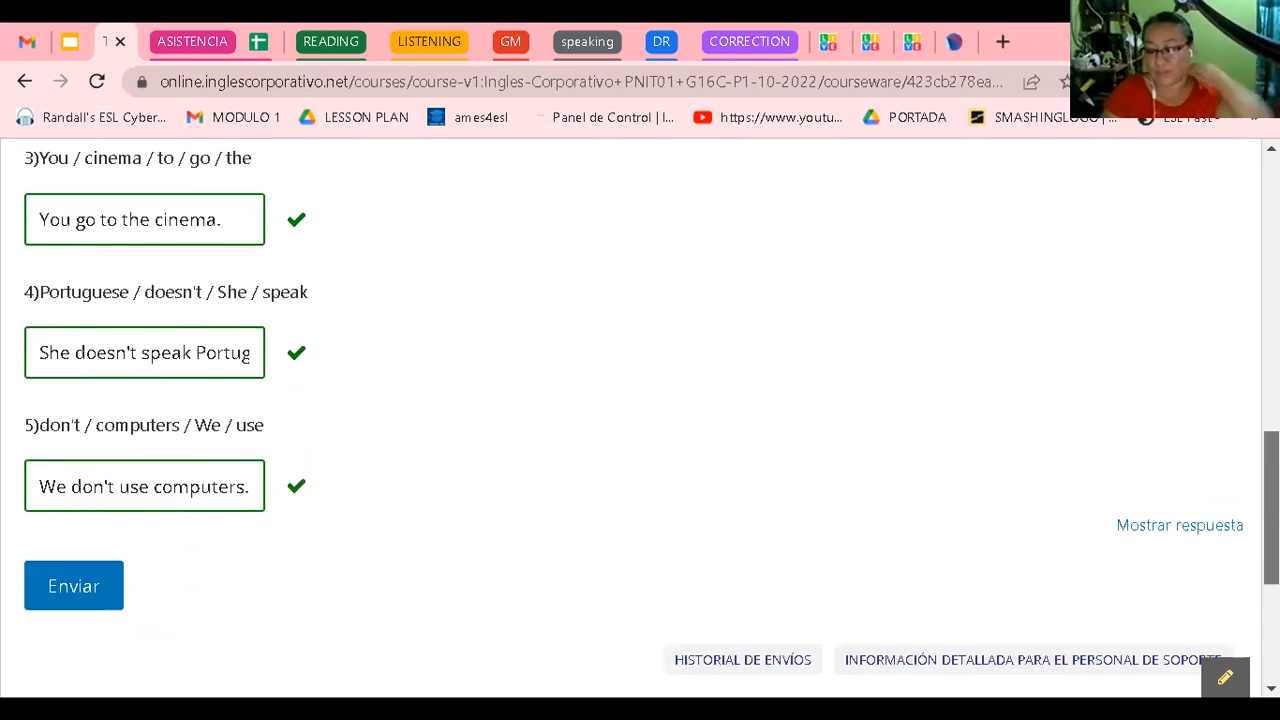 T
ASISTENCIA
READING
LISTENING
GM
speaking
DR
CORRECTION
online.inglescorporativo.net/courses/course-v1:Ingles-Corporativo+PNIT01+G16C-P1-10-2022/courseware/423cb278ea...
Randall's ESL Cyber...
MODULO 1
LESSON PLAN
ames4esl
Panel de Control | I...
https://www.youtu...
PORTADA
SMASHINGLOGO |...
3)You / cinema / to / go / the
You go to the cinema.
4)Portuguese / doesn't / She / speak
She doesn't speak Portug
5)don't / computers / We / use
We don't use computers.
Mostrar respuesta
Enviar
HISTORIAL DE ENVÍOS
INFORMACIÓN DETALLADA PARA EL PERSONAL DE SOPORTE